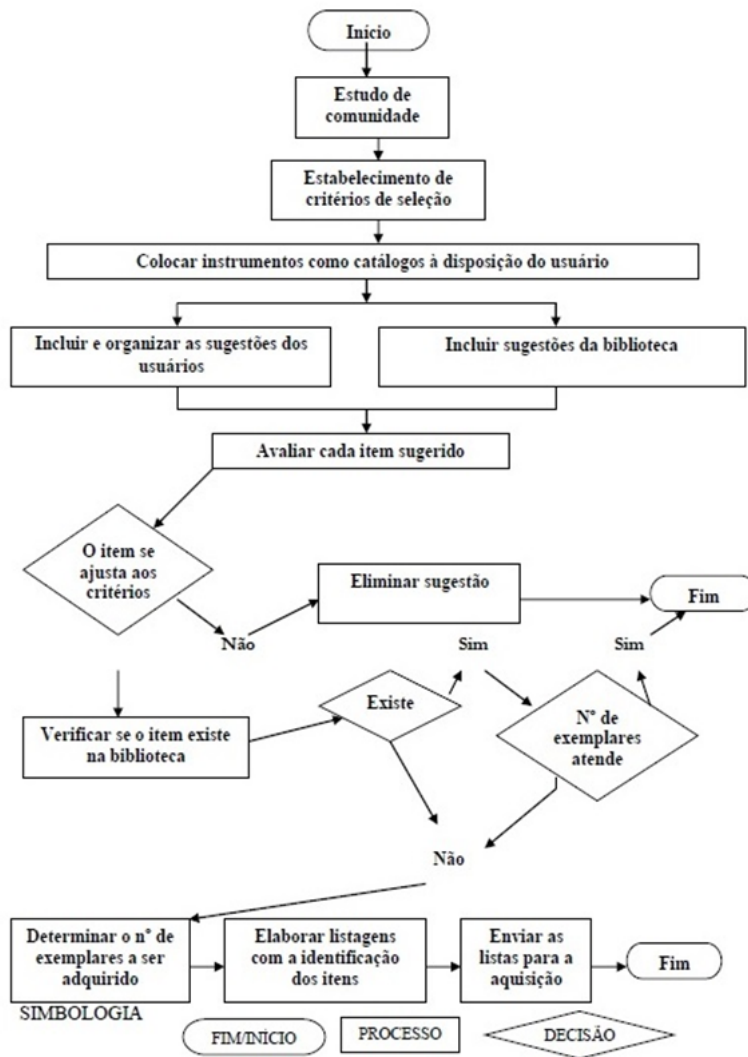 Início
Estudo de
comunidade
Estabelecimento de
critérios de seleção
Colocar instrumentos como catálogos à disposição do usuário
Incluir e organizar as sugestões dos
usuários
Incluir sugestões da biblioteca
Avaliar cada item sugerido
O item se
ajusta aos
critérios
Eliminar sugestão
Fim
Não
Sim
Sim
Verificar se o item existe
na biblioteca
Existe
Nº de
exemplares
atende
Não
Determinar o nº de
exemplares a ser
adquirido
Elaborar listagens
com a identificação
dos itens
Enviar as
listas para a
aquisição
Fim
SIMBOLOGIA
FIM/INÍCIO
PROCESSO
DECISÃO